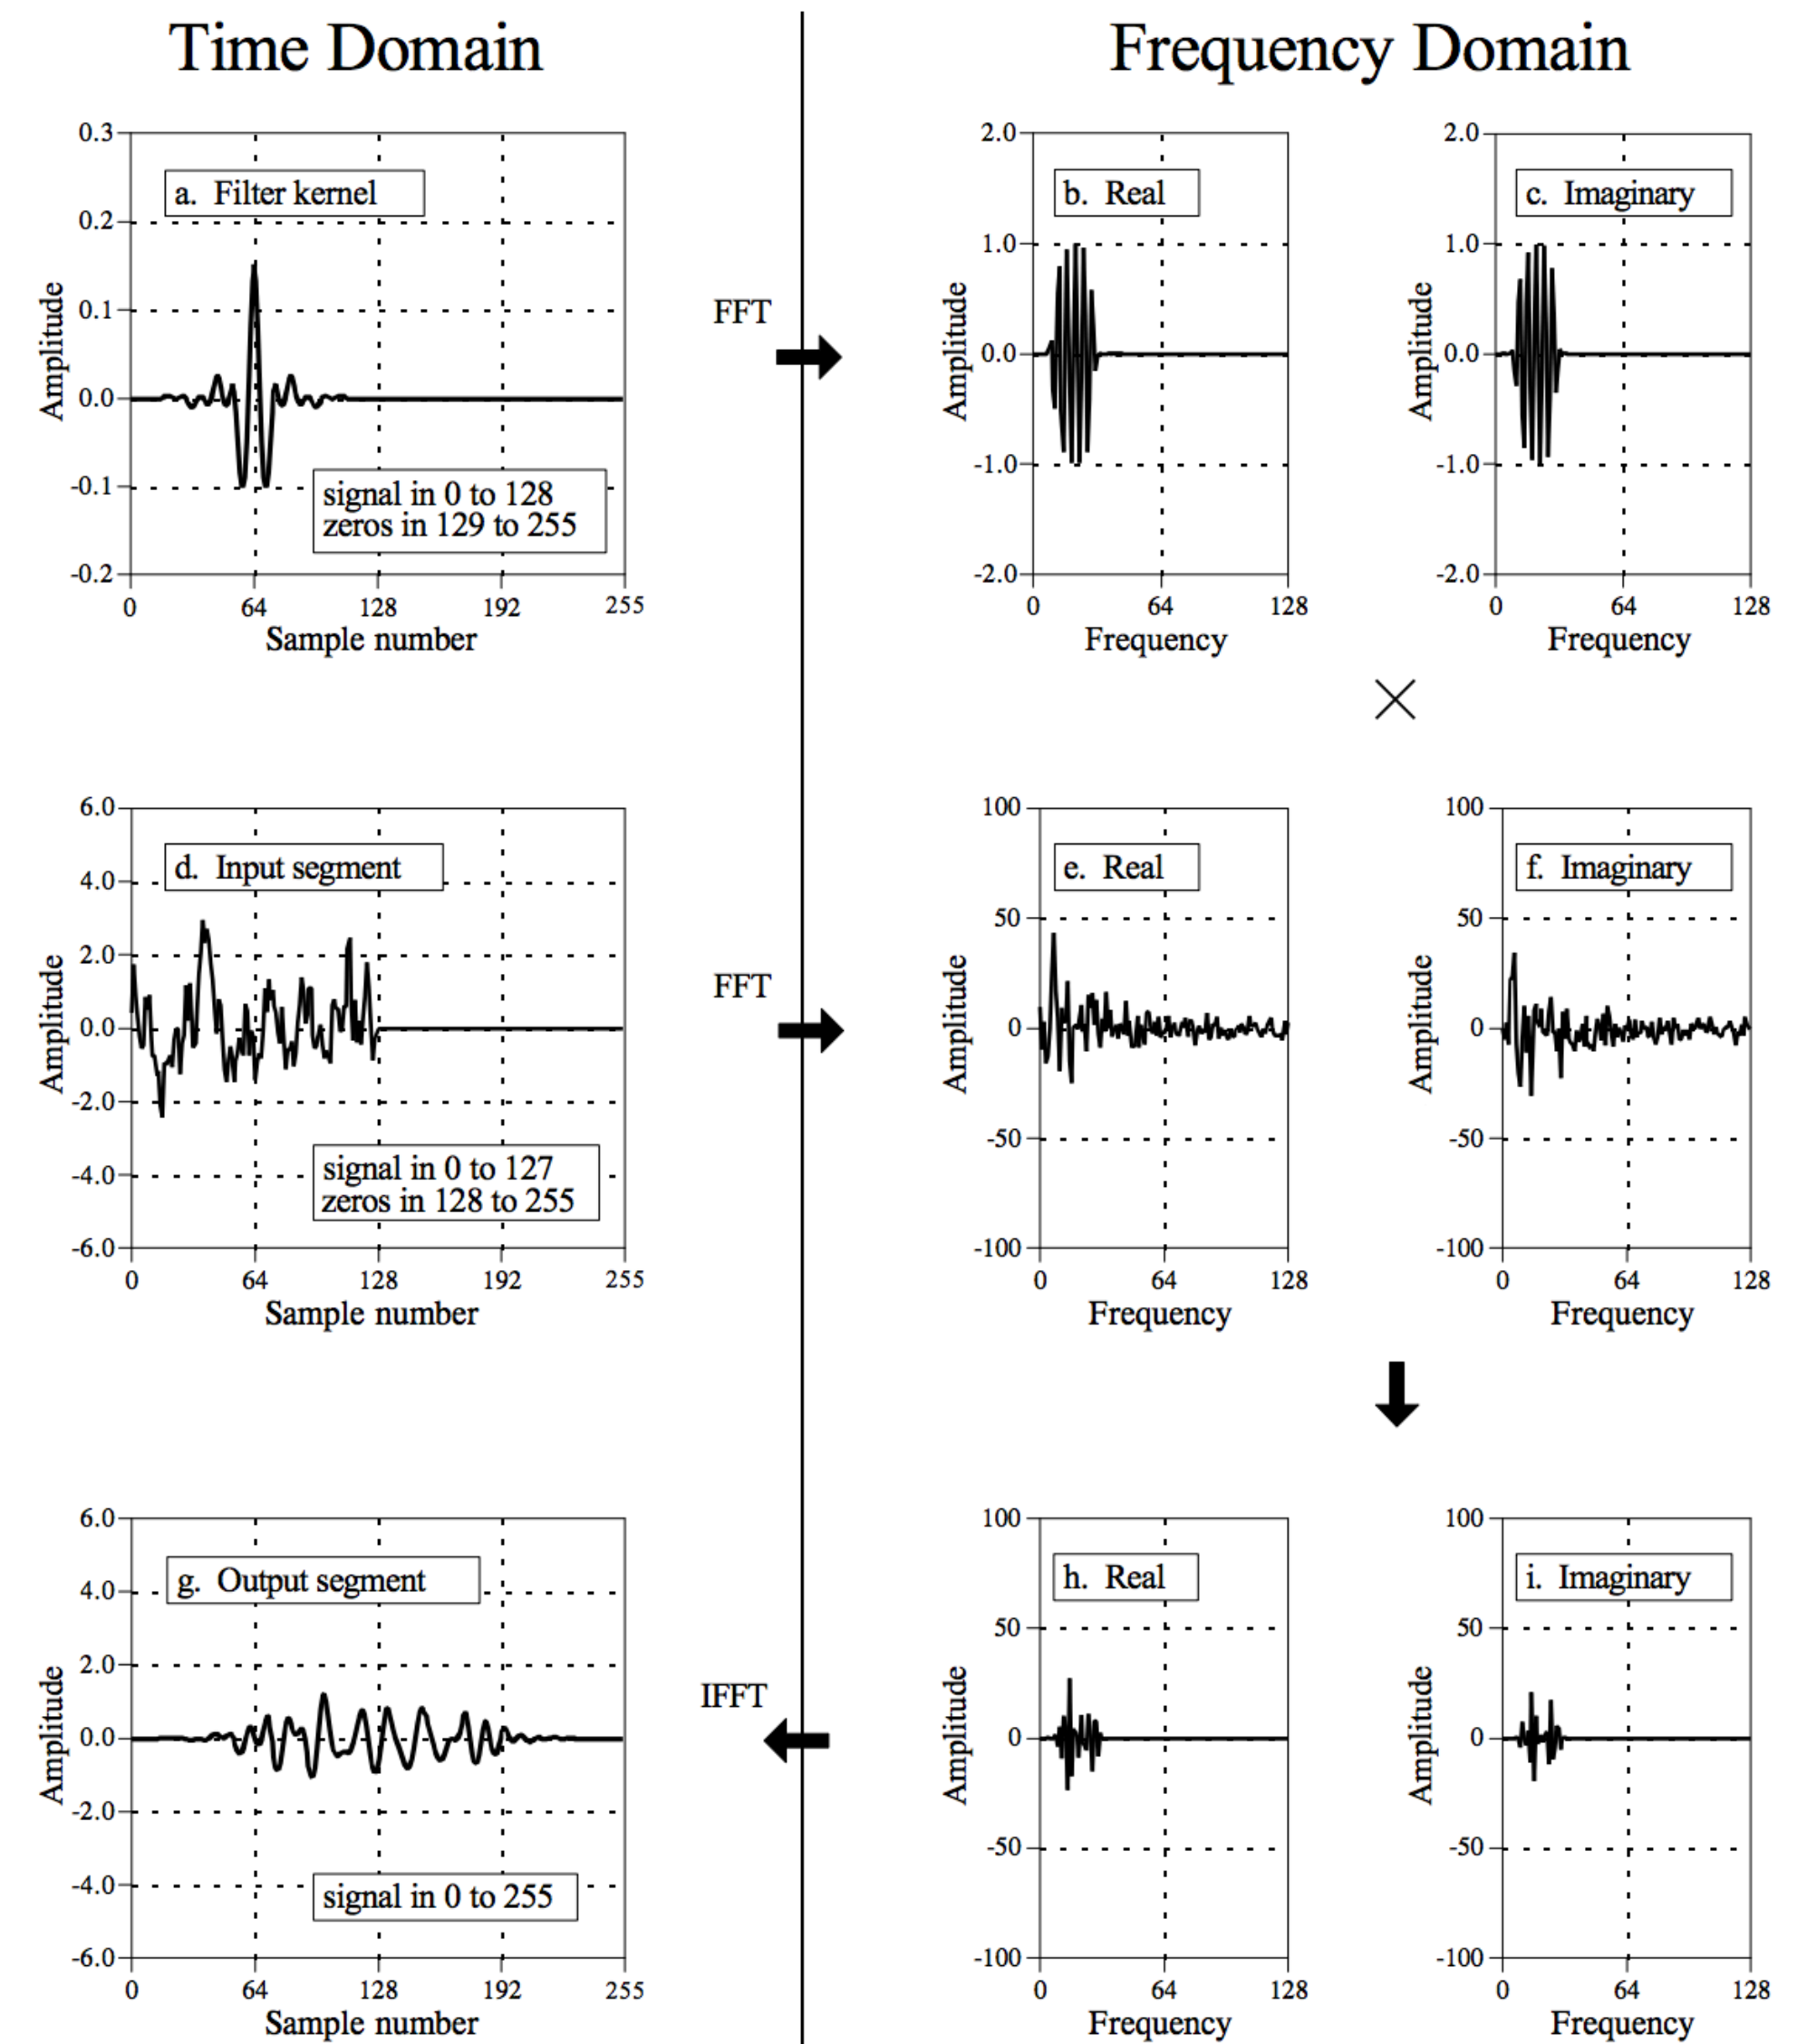 Time Domain
Frequency Domain
0.3
0.2
0.1
0.0
-0.1
-0.2
Amplitude
a. Filter kernel
signal in 0 to 128
zeros in 129 to 255
0 64 128 192 255
Sample number
FFT
2.0
1.0
0.0
-1.0
-2.0
Amplitude
b. Real
0 64 128
Frequency
2.0
1.0
0.0
-1.0
-2.0
Amplitude
c. Imaginary
0 64 128
Frequency
×
6.0
4.0
2.0
0.0
-2.0
-4.0
-6.0
Amplitude
d. Input segment
signal in 0 to 127
zeros in 128 to 255
0 64 128 192 255
Sample number
FFT
100
50
0
-50
-100
Amplitude
e. Real
0 64 128
Frequency
100
50
0
-50
-100
Amplitude
f. Imaginary
0 64 128
Frequency
6.0
4.0
2.0
0.0
-2.0
-4.0
-6.0
Amplitude
g. Output segment
signal in 0 to 255
0 64 128 192 255
Sample number
IFFT
100
50
0
-50
-100
Amplitude
h. Real
0 64 128
Frequency
100
50
0
-50
-100
Amplitude
i. Imaginary
0 64 128
Frequency